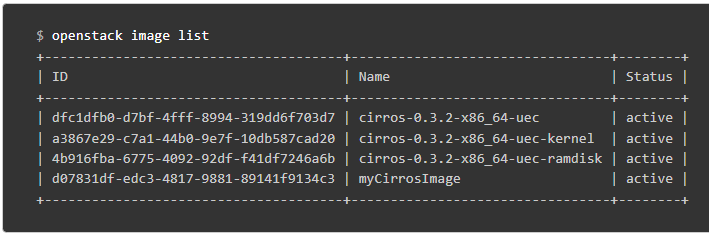 $ openstack image list
+--------------------------------------+---------------------------------+--------+
| ID                                   | Name                            | Status |
+--------------------------------------+---------------------------------+--------+
| dfc1dfb0-d7bf-4fff-8994-319dd6f703d7 | cirros-0.3.2-x86_64-uec         | active |
| a3867e29-c7a1-44b0-9e7f-10db587cad20 | cirros-0.3.2-x86_64-uec-kernel  | active |
| 4b916fba-6775-4092-92df-f41df7246a6b | cirros-0.3.2-x86_64-uec-ramdisk | active |
| d07831df-edc3-4817-9881-89141f9134c3 | myCirrosImage                   | active |
+--------------------------------------+---------------------------------+--------+